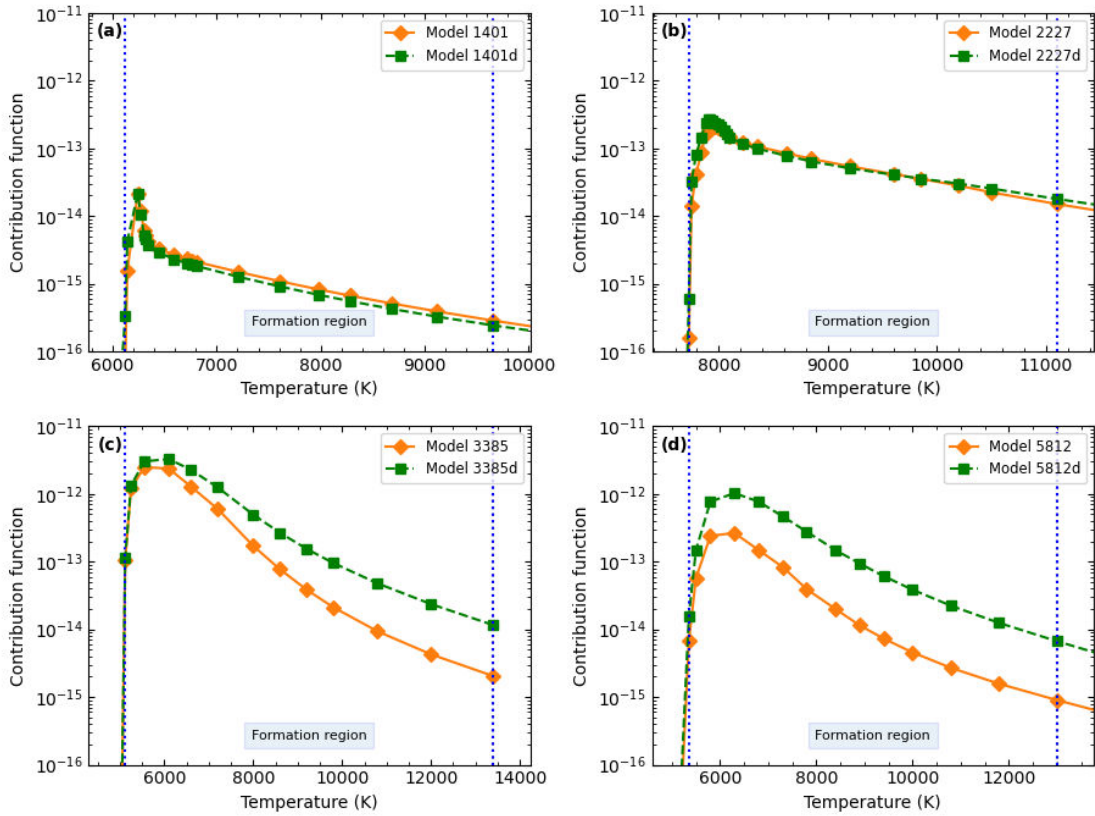 (a)
Model 1401
Model 1401d
Formation region
Contribution function
10⁻¹¹
10⁻¹²
10⁻¹³
10⁻¹⁴
10⁻¹⁵
10⁻¹⁶
6000 7000 8000 9000 10000
Temperature (K)
(b)
Model 2227
Model 2227d
Formation region
Contribution function
10⁻¹¹
10⁻¹²
10⁻¹³
10⁻¹⁴
10⁻¹⁵
10⁻¹⁶
8000 9000 10000 11000
Temperature (K)
(c)
Model 3385
Model 3385d
Formation region
Contribution function
10⁻¹¹
10⁻¹²
10⁻¹³
10⁻¹⁴
10⁻¹⁵
10⁻¹⁶
6000 8000 10000 12000 14000
Temperature (K)
(d)
Model 5812
Model 5812d
Formation region
Contribution function
10⁻¹¹
10⁻¹²
10⁻¹³
10⁻¹⁴
10⁻¹⁵
10⁻¹⁶
6000 8000 10000 12000
Temperature (K)